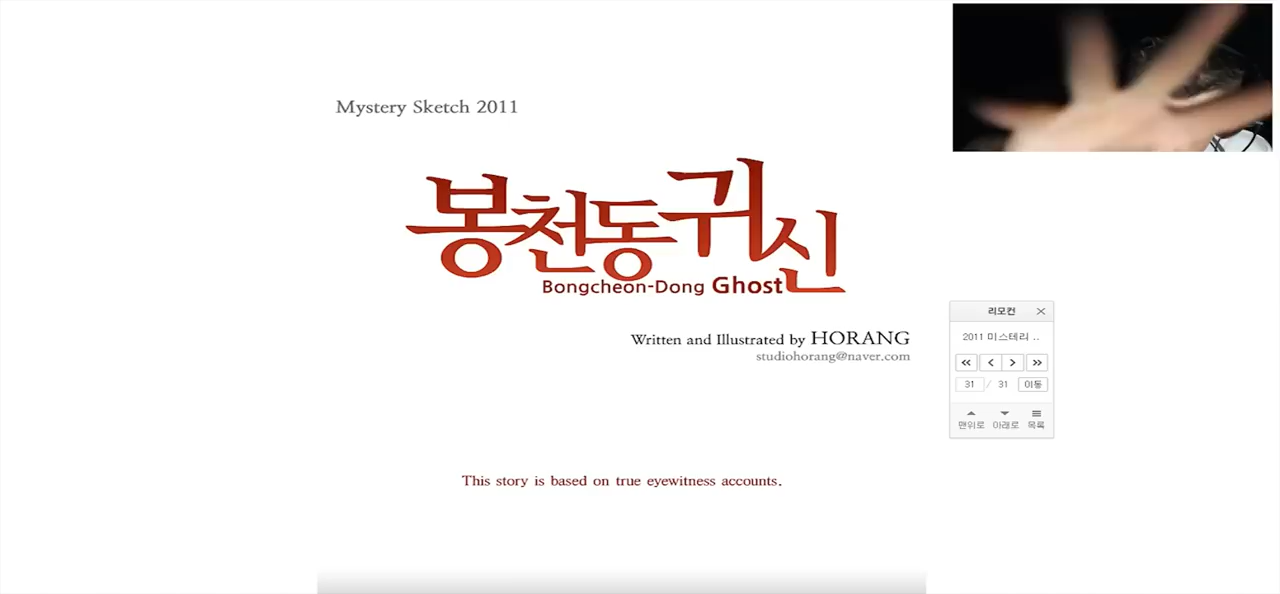 Mystery Sketch 2011
봉천동귀신
Bongcheon-Dong Ghost
Written and Illustrated by HORANG
studiohorang@naver.com
This story is based on true eyewitness accounts.
리모컨
2011 미스테리 ..
31 / 31 이동
맨위로 아래로 목록